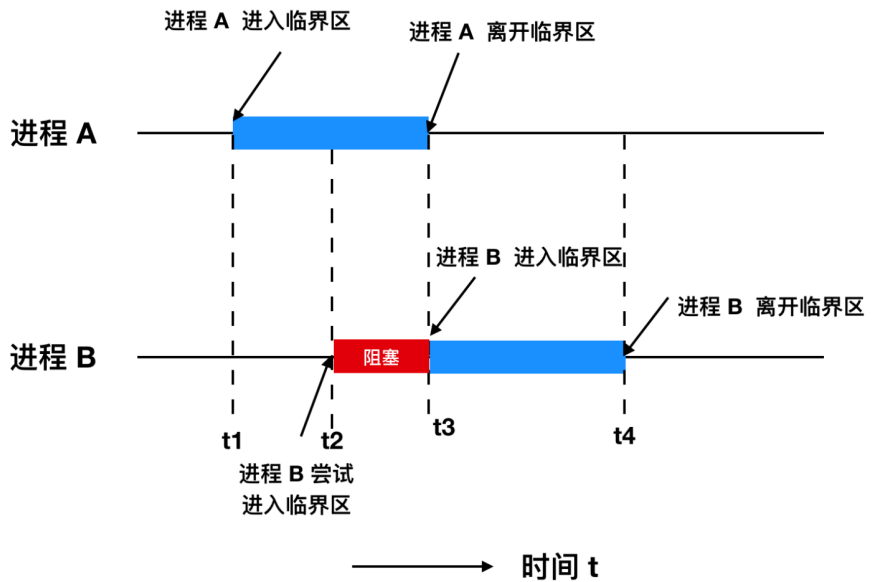 进程 A 进入临界区
进程 A 离开临界区
进程 A
进程 B 进入临界区
进程 B 离开临界区
进程 B
阻塞
t1
t2
t3
t4
进程 B 尝试
进入临界区
时间 t